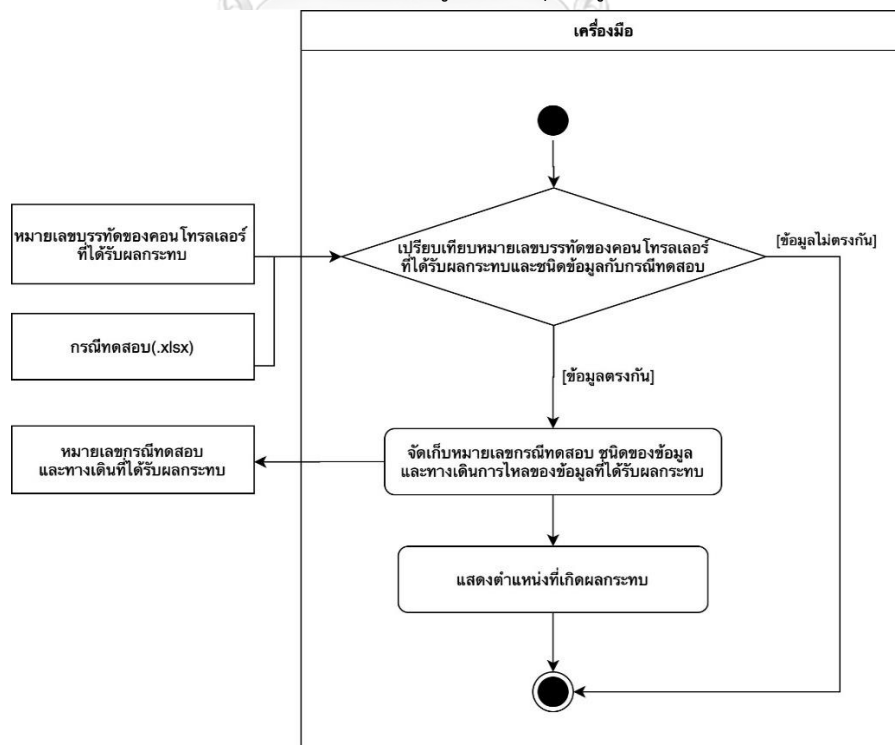 เครื่องมือ
หมายเลขบรรทัดของคอนโทรลเลอร์
ที่ได้รับผลกระทบ
เปรียบเทียบหมายเลขบรรทัดของคอนโทรลเลอร์
ที่ได้รับผลกระทบและชนิดข้อมูลกับกรณีทดสอบ
[ข้อมูลไม่ตรงกัน]
กรณีทดสอบ(.xlsx)
[ข้อมูลตรงกัน]
หมายเลขกรณีทดสอบ
และทางเดินที่ได้รับผลกระทบ
จัดเก็บหมายเลขกรณีทดสอบ ชนิดของข้อมูล
และทางเดินการไหลของข้อมูลที่ได้รับผลกระทบ
แสดงตำแหน่งที่เกิดผลกระทบ